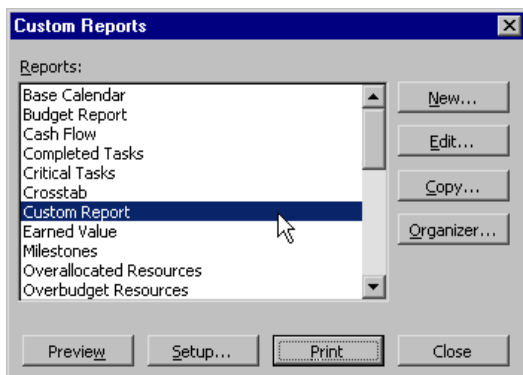 Custom Reports
Reports:
Base Calendar
Budget Report
Cash Flow
Completed Tasks
Critical Tasks
Crosstab
Custom Report
Earned Value
Milestones
Overallocated Resources
Overbudget Resources
New...
Edit...
Copy...
Organizer...
Preview
Setup...
Print
Close